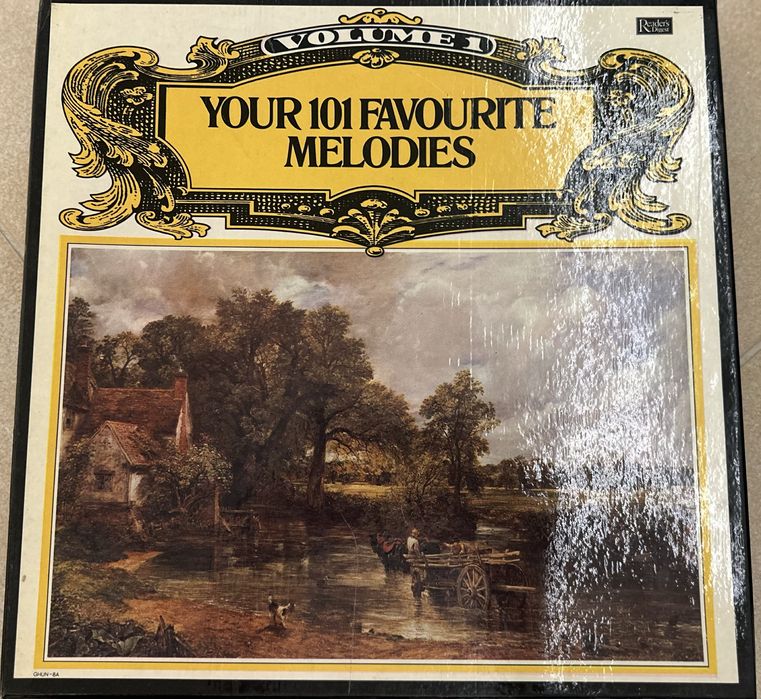 VOLUME 1
Reader's
Digest
YOUR 101 FAVOURITE
MELODIES
GHUN-8A